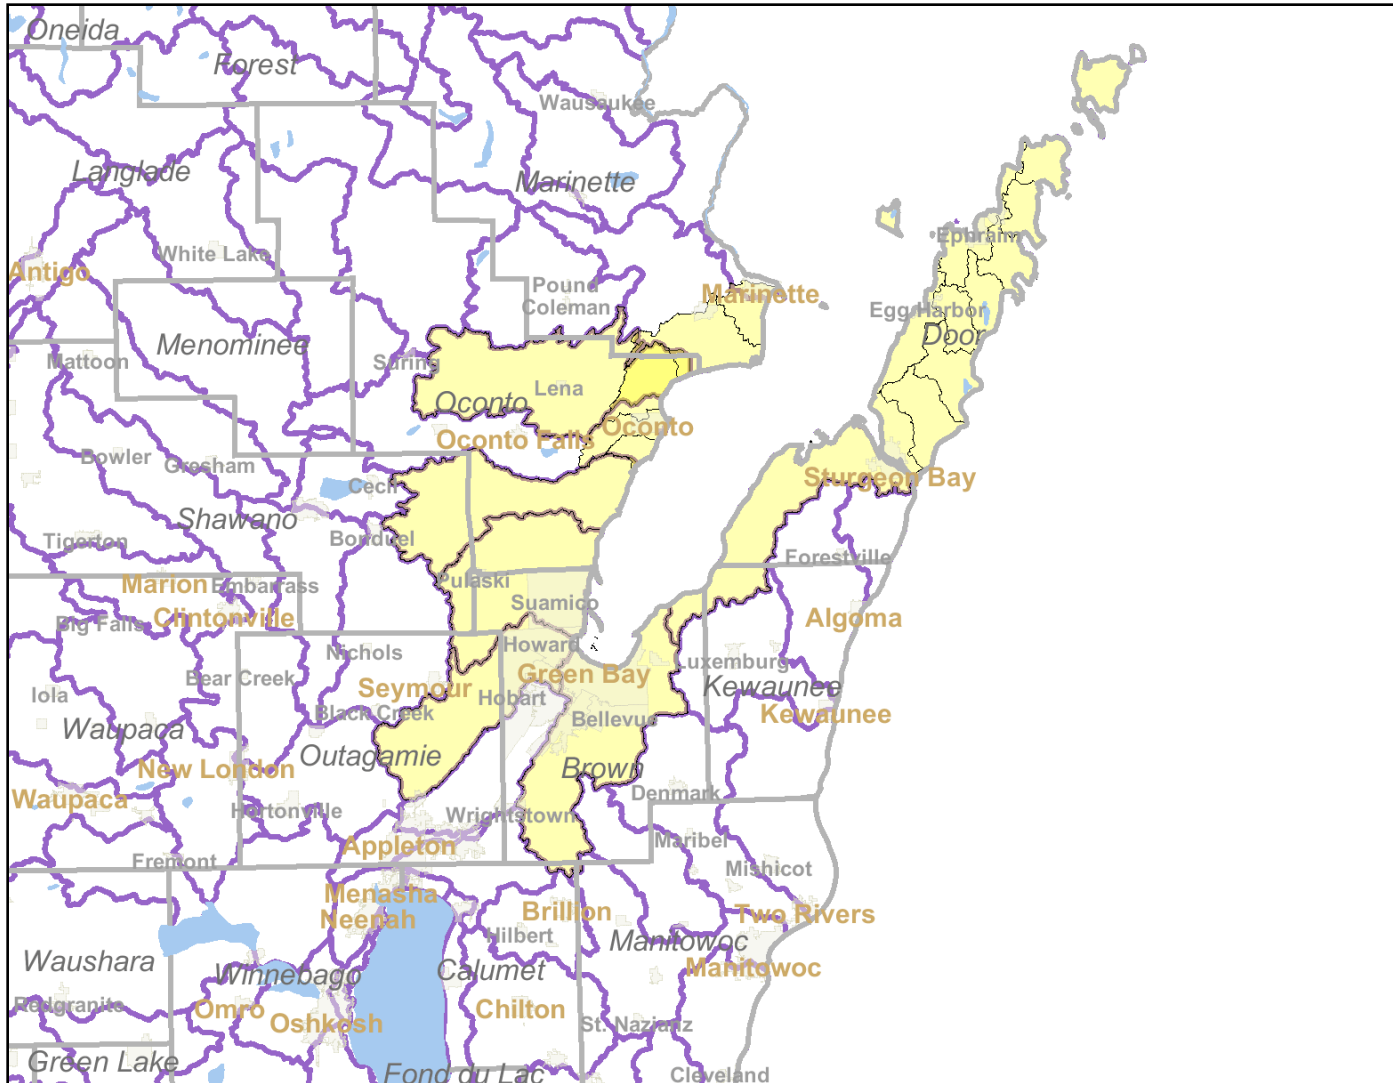 Oneida
Forest
Wausaukee
Langlade
Marinette
Ephraim
White Lake
Antigo
Pound
Coleman
Marinette
Egg Harbor
Door
Menominee
Mattoon
Suring
Lena
Oconto
Oconto
Oconto Falls
Bowler
Gresham
Cecil
Sturgeon Bay
Shawano
Tigerton
Bonduel
Forestville
Marion
Embarrass
Pulaski
Suamico
Clintonville
Big Falls
Algoma
Nichols
Howard
Bear Creek
Seymour
Green Bay
Luxemburg
Kewaunee
Iola
Hobart
Black Creek
Bellevue
Kewaunee
Waupaca
Outagamie
New London
Brown
Waupaca
Hortonville
Denmark
Wrightstown
Appleton
Maribel
Fremont
Mishicot
Menasha
Neenah
Brillion
Two Rivers
Hilbert
Manitowoc
Waushara
Winnebago
Calumet
Manitowoc
Redgranite
Omro
Oshkosh
Chilton
St. Nazianz
Green Lake
Fond du Lac
Cleveland